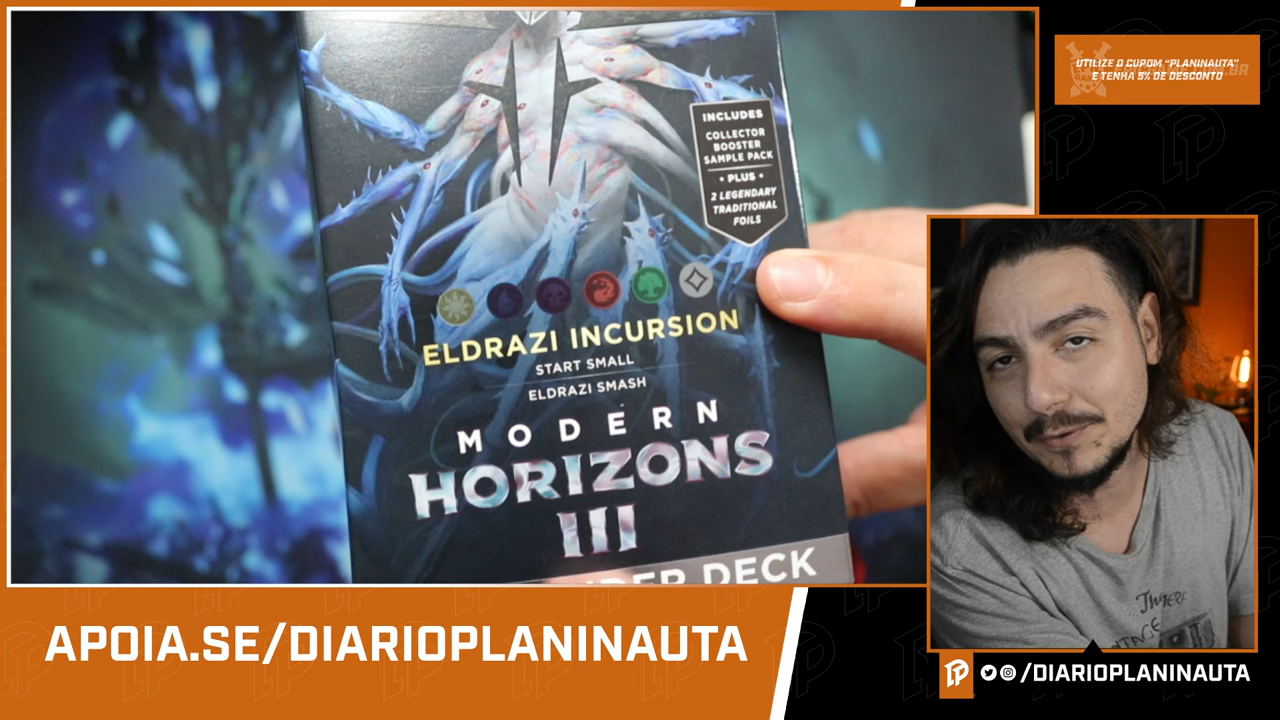 UTILIZE O CUPOM "PLANINAUTA"
E TENHA 5% DE DESCONTO
INCLUDES
COLLECTOR
BOOSTER
SAMPLE PACK
• PLUS •
2 LEGENDARY
TRADITIONAL
FOILS
ELDRAZI INCURSION
START SMALL
ELDRAZI SMASH
MODERN
HORIZONS
III
DECK
APOIA.SE/DIARIOPLANINAUTA
/DIARIOPLANINAUTA